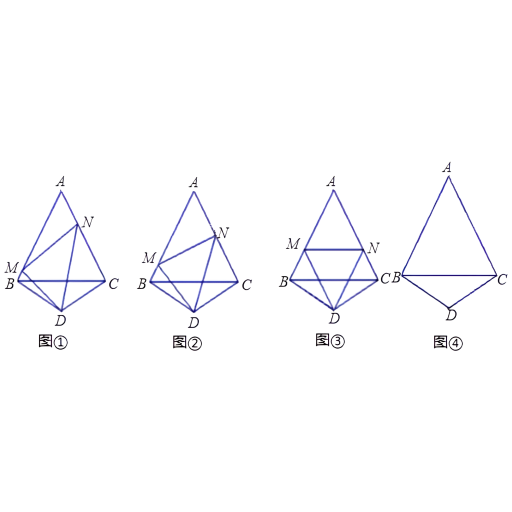 A A A A
M N M N M N
B C B C B C B C
D D D D
图① 图② 图③ 图④